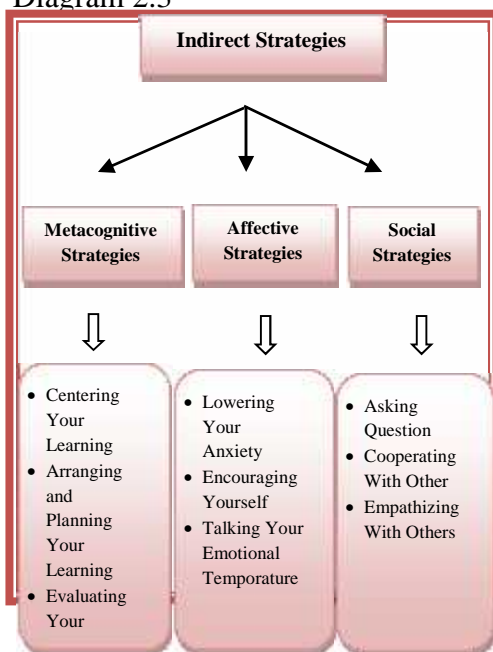 Diagram 2.3
Indirect Strategies
Metacognitive
Strategies
Affective
Strategies
Social
Strategies
• Centering
Your
Learning
• Arranging
and
Planning
Your
Learning
• Evaluating
Your
• Lowering
Your
Anxiety
• Encouraging
Yourself
• Talking Your
Emotional
Temporature
• Asking
Question
• Cooperating
With Other
• Empathizing
With Others